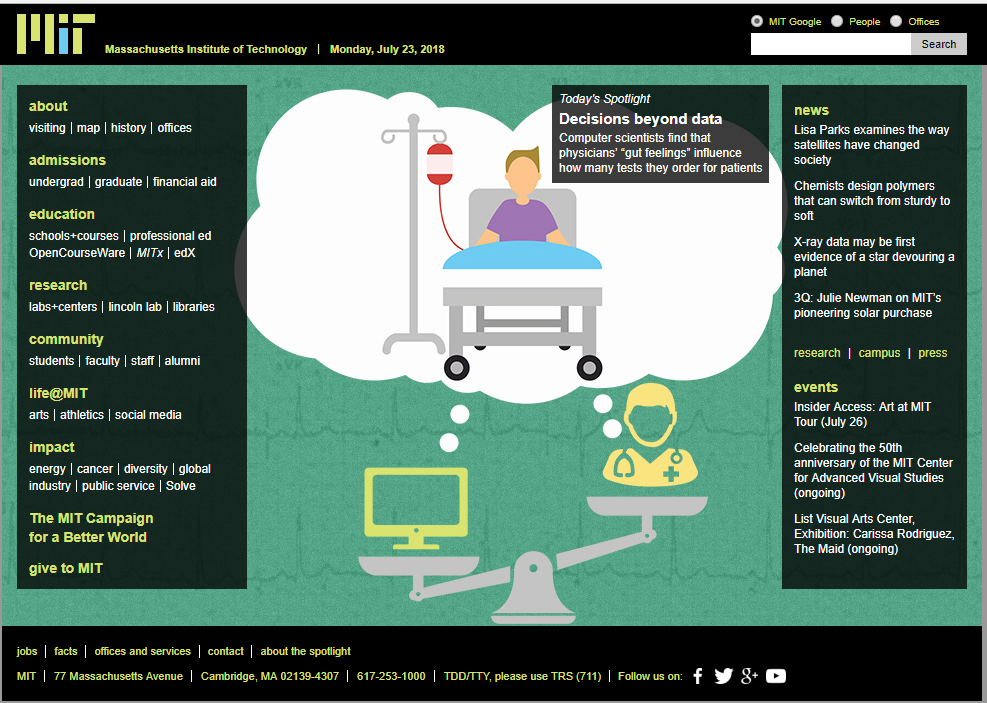 MIT
Massachusetts Institute of Technology | Monday, July 23, 2018
MIT Google People Offices
Search
about
visiting | map | history | offices
admissions
undergrad | graduate | financial aid
education
schools+courses | professional ed
OpenCourseWare | MITx | edX
research
labs+centers | lincoln lab | libraries
community
students | faculty | staff | alumni
life@MIT
arts | athletics | social media
impact
energy | cancer | diversity | global
industry | public service | Solve
The MIT Campaign
for a Better World
give to MIT
Today's Spotlight
Decisions beyond data
Computer scientists find that
physicians' “gut feelings” influence
how many tests they order for patients
news
Lisa Parks examines the way
satellites have changed
society
Chemists design polymers
that can switch from sturdy to
soft
X-ray data may be first
evidence of a star devouring a
planet
3Q: Julie Newman on MIT’s
pioneering solar purchase
research | campus | press
events
Insider Access: Art at MIT
Tour (July 26)
Celebrating the 50th
anniversary of the MIT Center
for Advanced Visual Studies
(ongoing)
List Visual Arts Center,
Exhibition: Carissa Rodriguez,
The Maid (ongoing)
jobs | facts | offices and services | contact | about the spotlight
MIT | 77 Massachusetts Avenue | Cambridge, MA 02139-4307 | 617-253-1000 | TDD/TTY, please use TRS (711) | Follow us on: